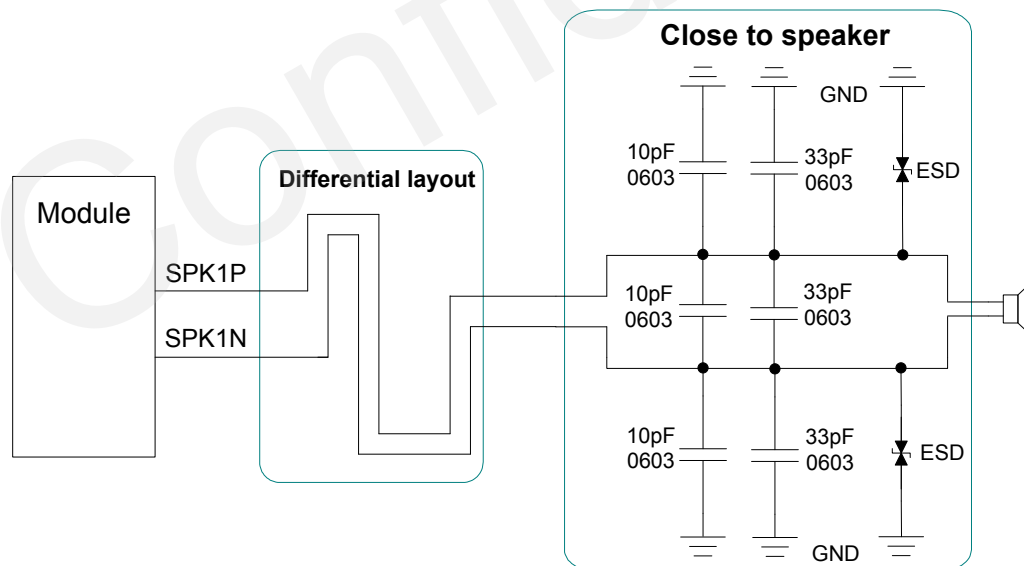 Close to speaker
GND
10pF
0603
33pF
0603
ESD
Differential layout
Module
SPK1P
SPK1N
10pF
0603
33pF
0603
10pF
0603
33pF
0603
ESD
GND